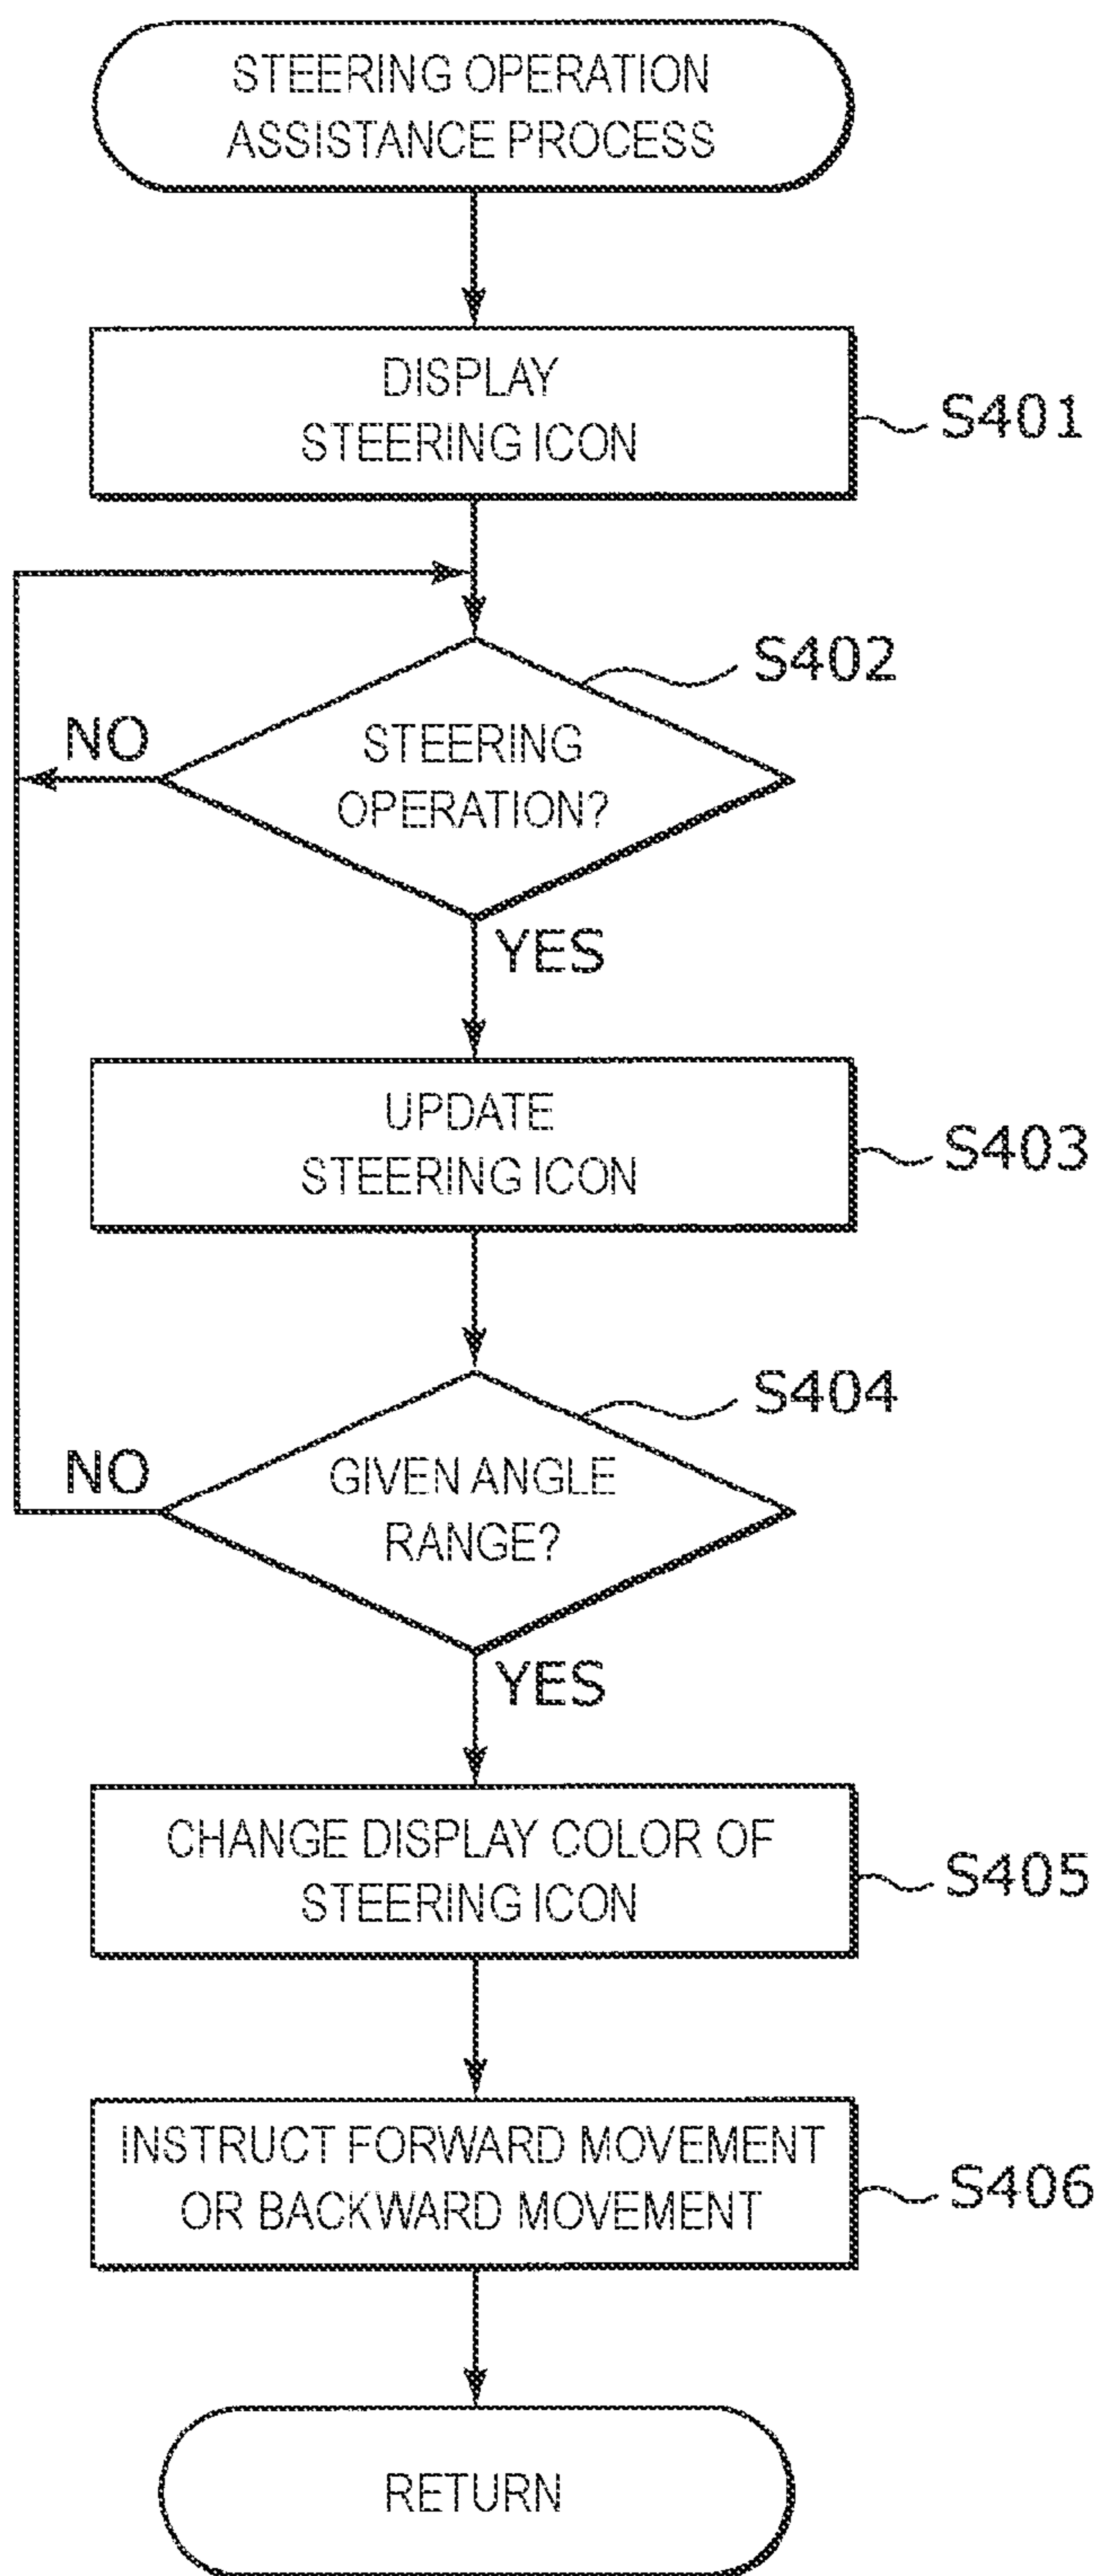 STEERING OPERATION
ASSISTANCE PROCESS
DISPLAY
STEERING ICON
S401
S402
NO
STEERING
OPERATION?
YES
UPDATE
STEERING ICON
S403
S404
NO
GIVEN ANGLE
RANGE?
YES
CHANGE DISPLAY COLOR OF
STEERING ICON
S405
INSTRUCT FORWARD MOVEMENT
OR BACKWARD MOVEMENT
S406
RETURN